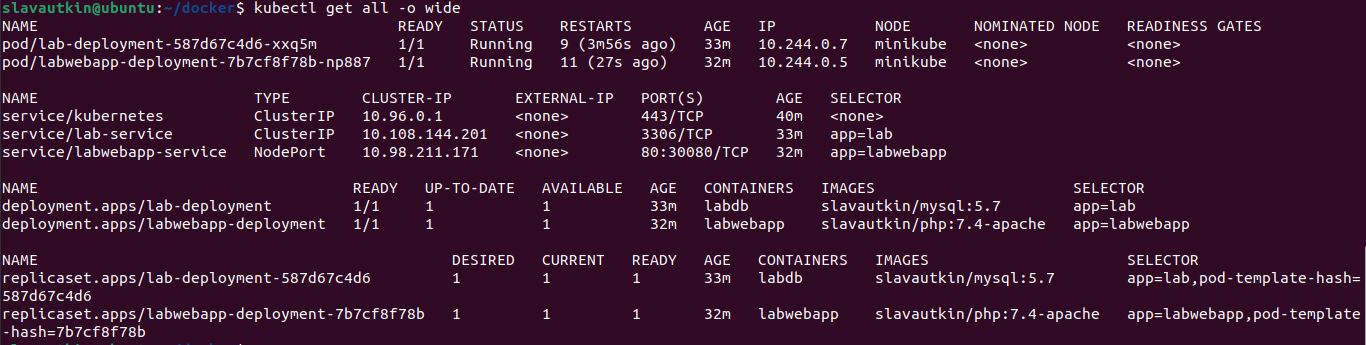 slavautkin@ubuntu:~/docker$ kubectl get all -o wide
NAME                                        READY   STATUS    RESTARTS        AGE   IP           NODE       NOMINATED NODE   READINESS GATES
pod/lab-deployment-587d67c4d6-xxq5m         1/1     Running   9 (3m56s ago)   33m   10.244.0.7   minikube   <none>           <none>
pod/labwebapp-deployment-7b7cf8f78b-np887   1/1     Running   11 (27s ago)    32m   10.244.0.5   minikube   <none>           <none>
NAME                        TYPE        CLUSTER-IP       EXTERNAL-IP   PORT(S)        AGE   SELECTOR
service/kubernetes          ClusterIP   10.96.0.1        <none>        443/TCP        40m   <none>
service/lab-service         ClusterIP   10.108.144.201   <none>        3306/TCP       33m   app=lab
service/labwebapp-service   NodePort    10.98.211.171    <none>        80:30080/TCP   32m   app=labwebapp
NAME                                   READY   UP-TO-DATE   AVAILABLE   AGE   CONTAINERS   IMAGES                      SELECTOR
deployment.apps/lab-deployment         1/1     1            1           33m   labdb        slavautkin/mysql:5.7        app=lab
deployment.apps/labwebapp-deployment   1/1     1            1           32m   labwebapp    slavautkin/php:7.4-apache   app=labwebapp
NAME                                              DESIRED   CURRENT   READY   AGE   CONTAINERS   IMAGES                      SELECTOR
replicaset.apps/lab-deployment-587d67c4d6         1         1         1       33m   labdb        slavautkin/mysql:5.7        app=lab,pod-template-hash=
587d67c4d6
replicaset.apps/labwebapp-deployment-7b7cf8f78b   1         1         1       32m   labwebapp    slavautkin/php:7.4-apache   app=labwebapp,pod-template
-hash=7b7cf8f78b